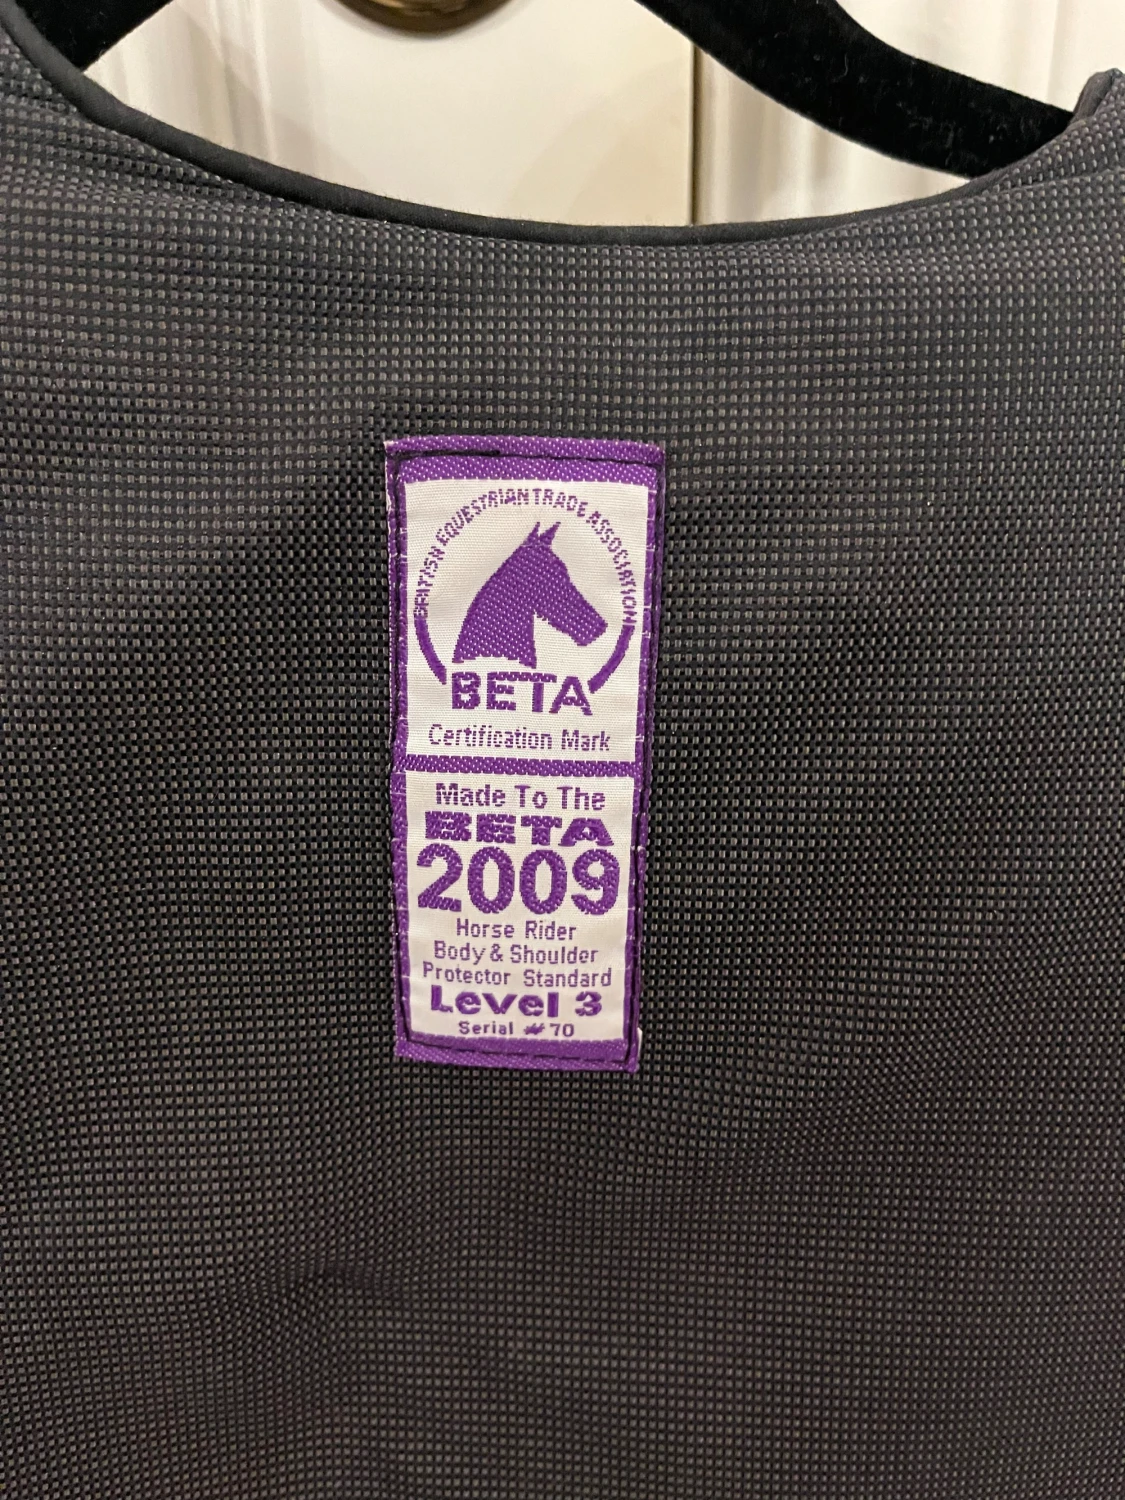 BRITISH EQUESTRIAN TRADE ASSOCIATION
BETA
Certification Mark
Made To The
BETA
2009
Horse Rider
Body & Shoulder
Protector Standard
Level 3
Serial # 70